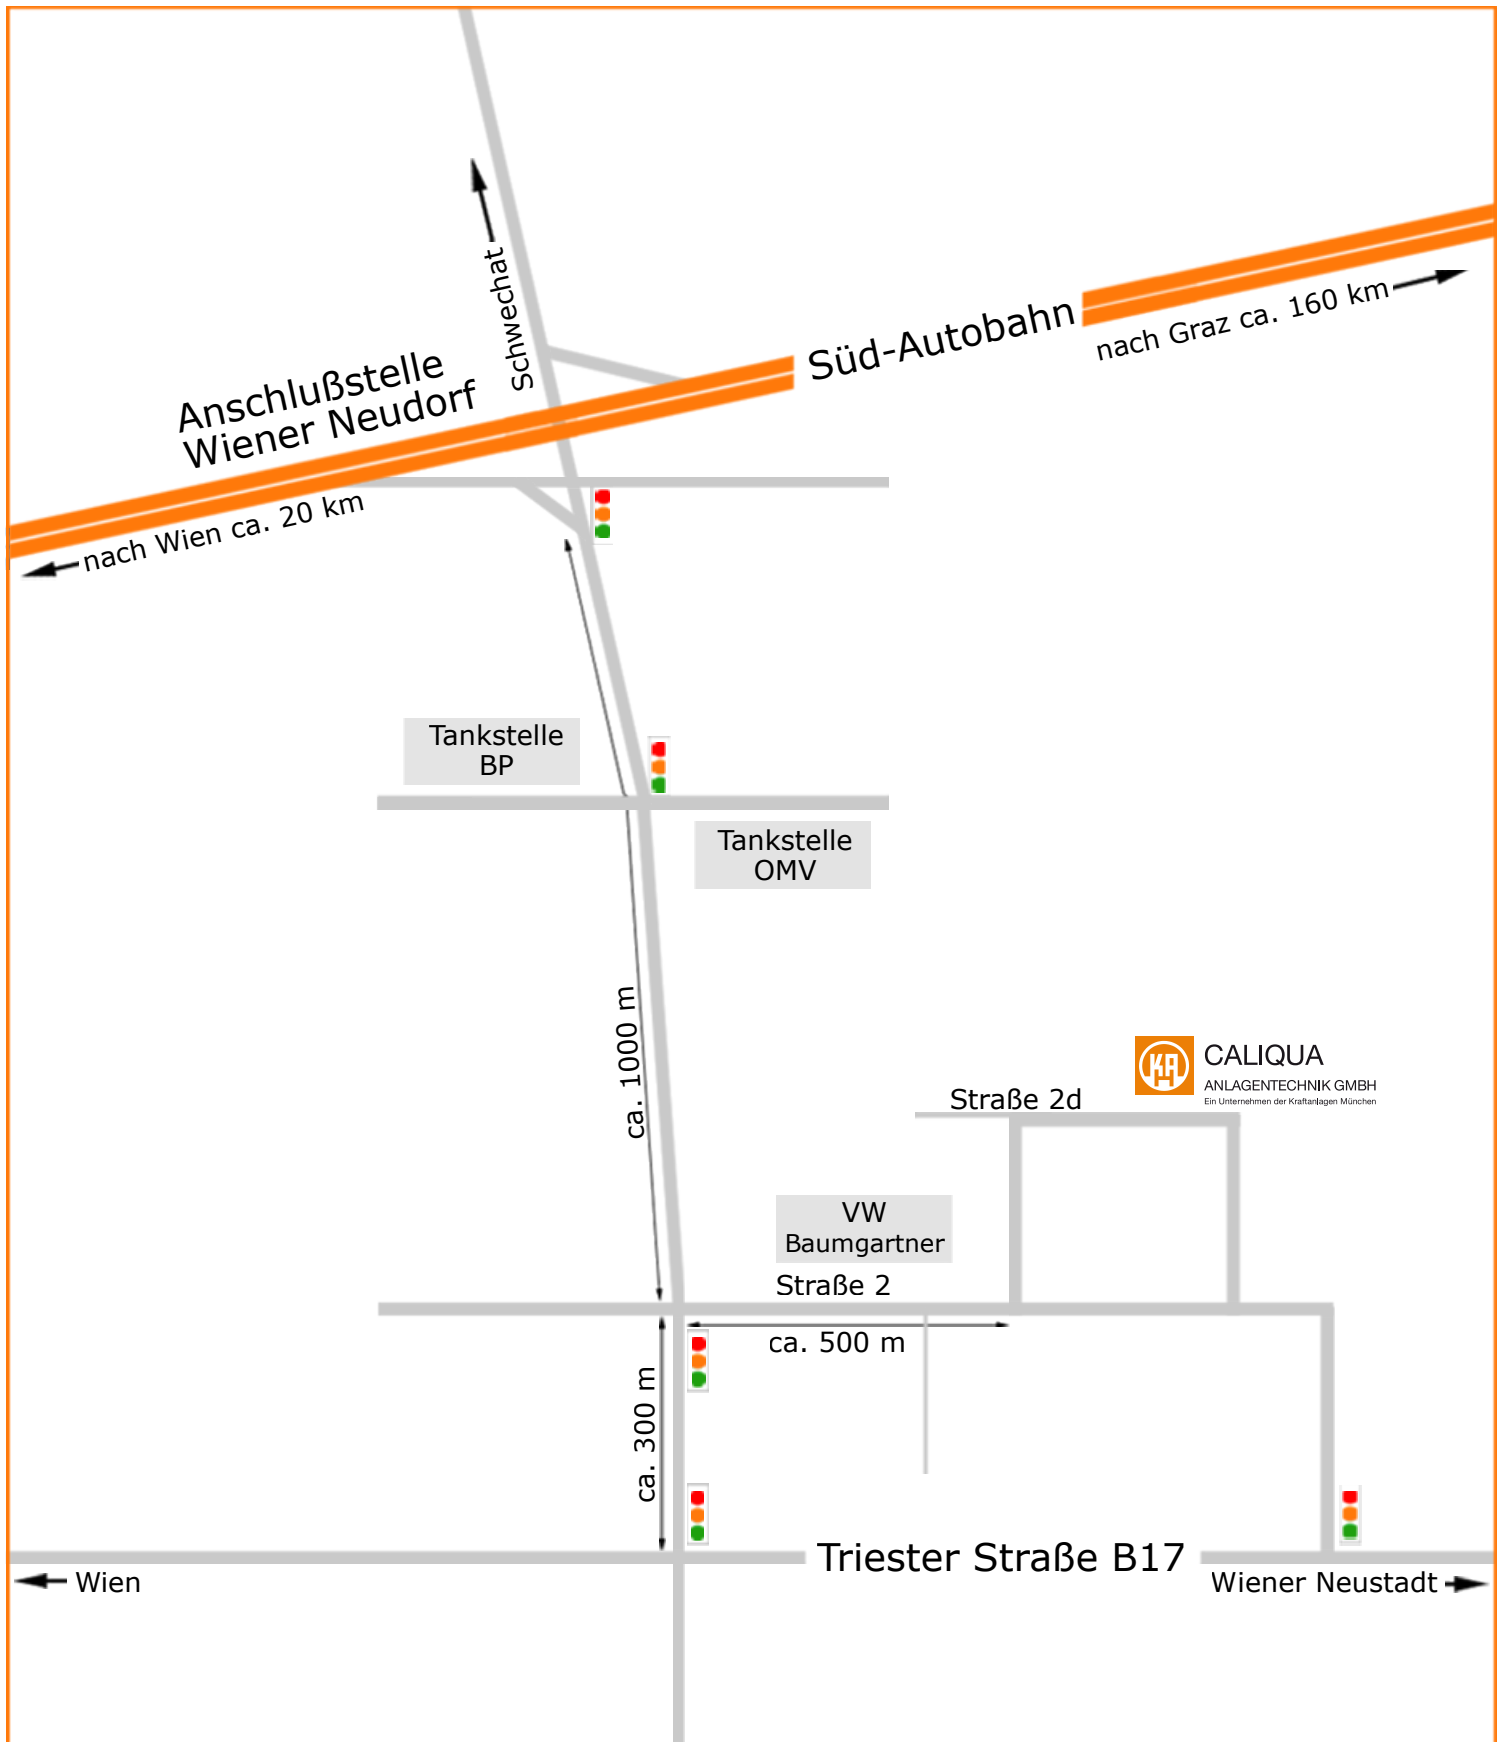 Schwechat
Süd-Autobahn
nach Graz ca. 160 km
Anschlußstelle
Wiener Neudorf
nach Wien ca. 20 km
Tankstelle
BP
Tankstelle
OMV
ca. 1000 m
KA
CALIQUA
ANLAGENTECHNIK GMBH
Ein Unternehmen der Kraftanlagen München
Straße 2d
VW
Baumgartner
Straße 2
ca. 500 m
ca. 300 m
Triester Straße B17
Wien
Wiener Neustadt